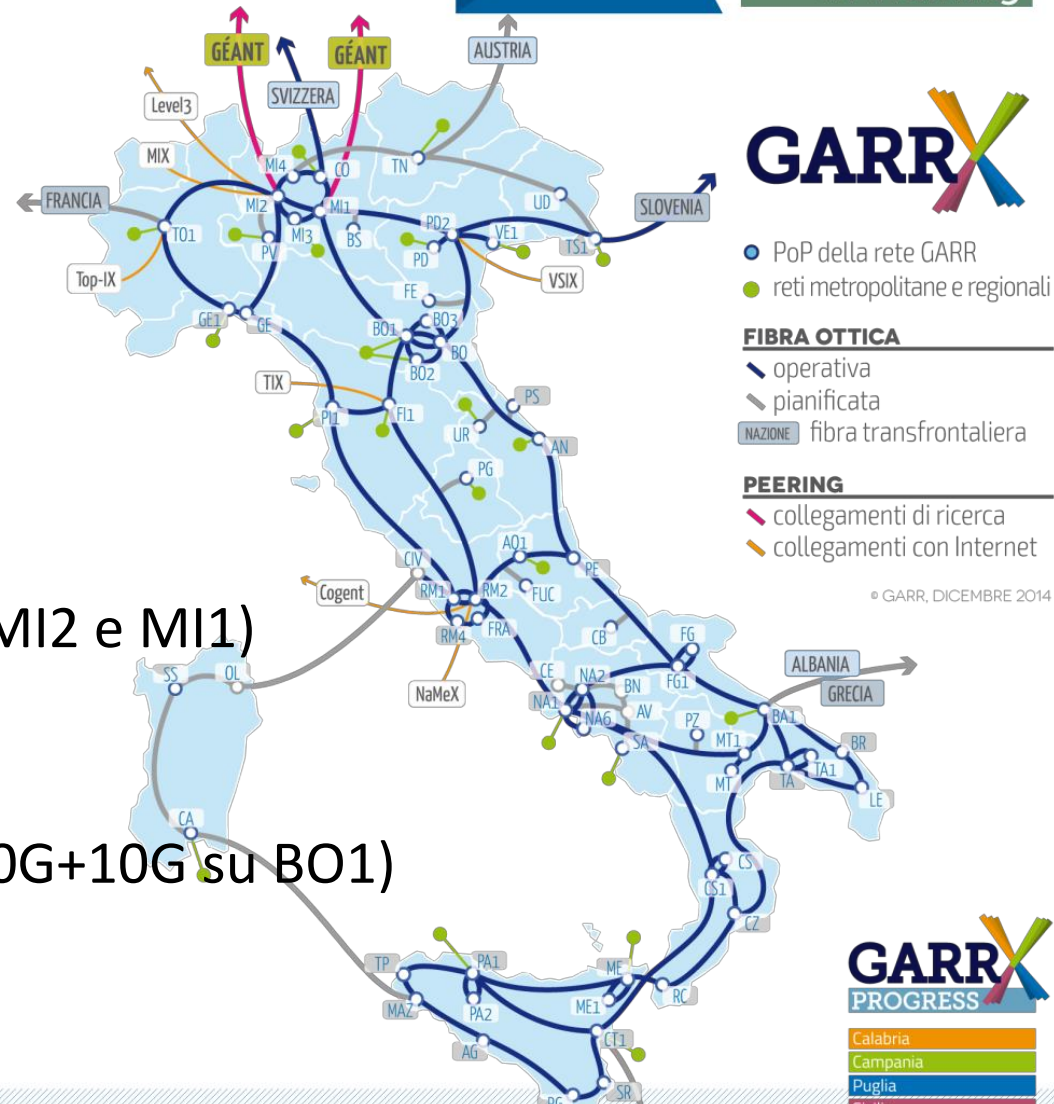 GÉANT
GÉANT
AUSTRIA
SVIZZERA
Level3
MIX
MI4
CO
TN
FRANCIA
MI2
MI1
UD
SLOVENIA
TO1
MI3
BS
PD2
VE1
TS1
PV
PD
Top-IX
VSIX
FE
GE1
GE
BO1
BO3
BO
BO2
TIX
PI1
FI1
PS
UR
AN
PG
CIV
AQ1
PE
Cogent
RM1
RM2
FUC
RM4
FRA
CB
FG
NaMeX
CE
NA2
BN
FG1
ALBANIA
GRECIA
NA1
NA6
AV
PZ
BA1
SA
MT1
BR
MT
TA
TA1
LE
SS
OL
CA
CS
CS1
CZ
TP
PA1
ME
MAZ
PA2
ME1
RC
AG
CT1
SR
MI2 e MI1)
0G+10G su BO1)
GARRX
PoP della rete GARR
reti metropolitane e regionali
FIBRA OTTICA
operativa
pianificata
NAZIONE fibra transfrontaliera
PEERING
collegamenti di ricerca
collegamenti con Internet
© GARR, DICEMBRE 2014
GARRX
PROGRESS
Calabria
Campania
Puglia